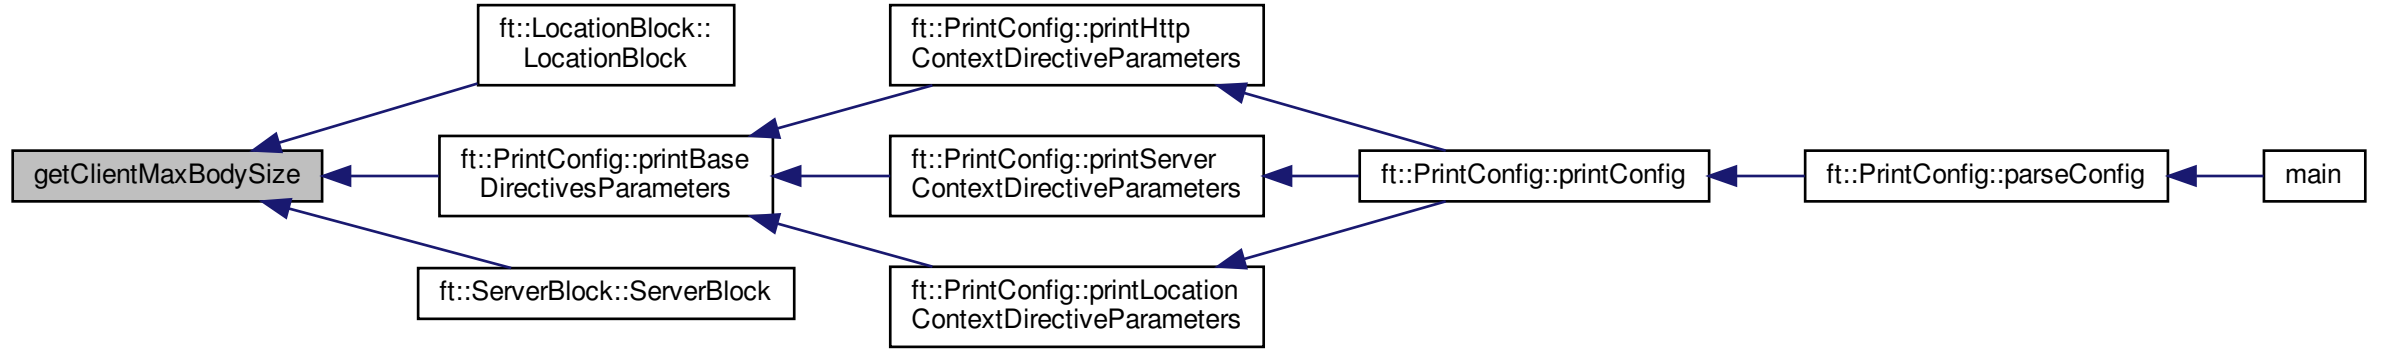 getClientMaxBodySize
ft::LocationBlock::
LocationBlock
ft::PrintConfig::printBase
DirectivesParameters
ft::ServerBlock::ServerBlock
ft::PrintConfig::printHttp
ContextDirectiveParameters
ft::PrintConfig::printServer
ContextDirectiveParameters
ft::PrintConfig::printLocation
ContextDirectiveParameters
ft::PrintConfig::printConfig
ft::PrintConfig::parseConfig
main